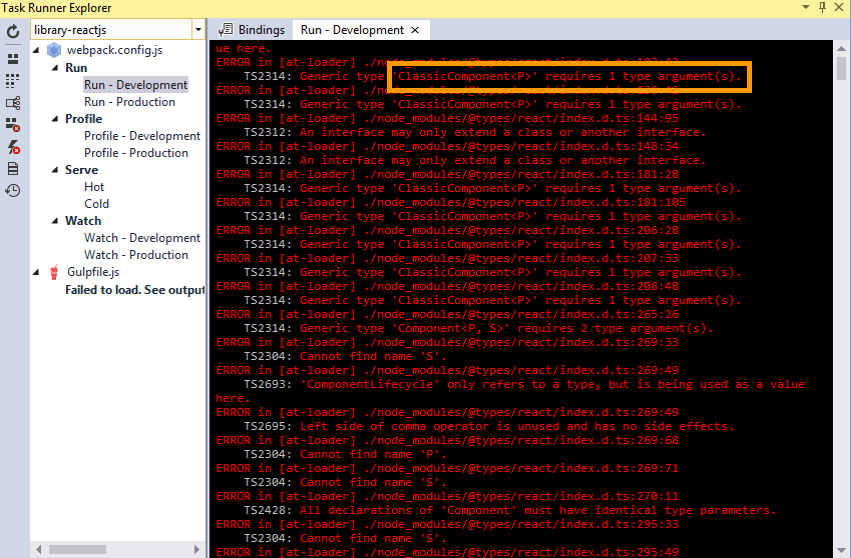 Task Runner Explorer
library-reactjs
webpack.config.js
Run
Run - Development
Run - Production
Profile
Profile - Development
Profile - Production
Serve
Hot
Cold
Watch
Watch - Development
Watch - Production
Gulpfile.js
Failed to load. See output
Bindings
Run - Development
ue here.
ERROR in [at-loader] ./node_modules/@types/react/index.d.ts
TS2314: Generic type 'ClassicComponent<P>' requires 1 type argument(s).
ERROR in [at-loader] ./node_modules/@types/react/index.d.ts
TS2314: Generic type 'ClassicComponent<P>' requires 1 type argument(s).
ERROR in [at-loader] ./node_modules/@types/react/index.d.ts:144:95
TS2312: An interface may only extend a class or another interface.
ERROR in [at-loader] ./node_modules/@types/react/index.d.ts:148:34
TS2312: An interface may only extend a class or another interface.
ERROR in [at-loader] ./node_modules/@types/react/index.d.ts:181:28
TS2314: Generic type 'ClassicComponent<P>' requires 1 type argument(s).
ERROR in [at-loader] ./node_modules/@types/react/index.d.ts:181:105
TS2314: Generic type 'ClassicComponent<P>' requires 1 type argument(s).
ERROR in [at-loader] ./node_modules/@types/react/index.d.ts:206:28
TS2314: Generic type 'ClassicComponent<P>' requires 1 type argument(s).
ERROR in [at-loader] ./node_modules/@types/react/index.d.ts:207:33
TS2314: Generic type 'ClassicComponent<P>' requires 1 type argument(s).
ERROR in [at-loader] ./node_modules/@types/react/index.d.ts:208:48
TS2314: Generic type 'ClassicComponent<P>' requires 1 type argument(s).
ERROR in [at-loader] ./node_modules/@types/react/index.d.ts:265:26
TS2314: Generic type 'Component<P, S>' requires 2 type argument(s).
ERROR in [at-loader] ./node_modules/@types/react/index.d.ts:269:33
TS2304: Cannot find name 'S'.
ERROR in [at-loader] ./node_modules/@types/react/index.d.ts:269:49
TS2693: 'ComponentLifecycle' only refers to a type, but is being used as a value
here.
ERROR in [at-loader] ./node_modules/@types/react/index.d.ts:269:49
TS2695: Left side of comma operator is unused and has no side effects.
ERROR in [at-loader] ./node_modules/@types/react/index.d.ts:269:68
TS2304: Cannot find name 'P'.
ERROR in [at-loader] ./node_modules/@types/react/index.d.ts:269:71
TS2304: Cannot find name 'S'.
ERROR in [at-loader] ./node_modules/@types/react/index.d.ts:270:11
TS2428: All declarations of 'Component' must have identical type parameters.
ERROR in [at-loader] ./node_modules/@types/react/index.d.ts:295:33
TS2304: Cannot find name 'S'.
ERROR in [at-loader] ./node_modules/@types/react/index.d.ts:295:49